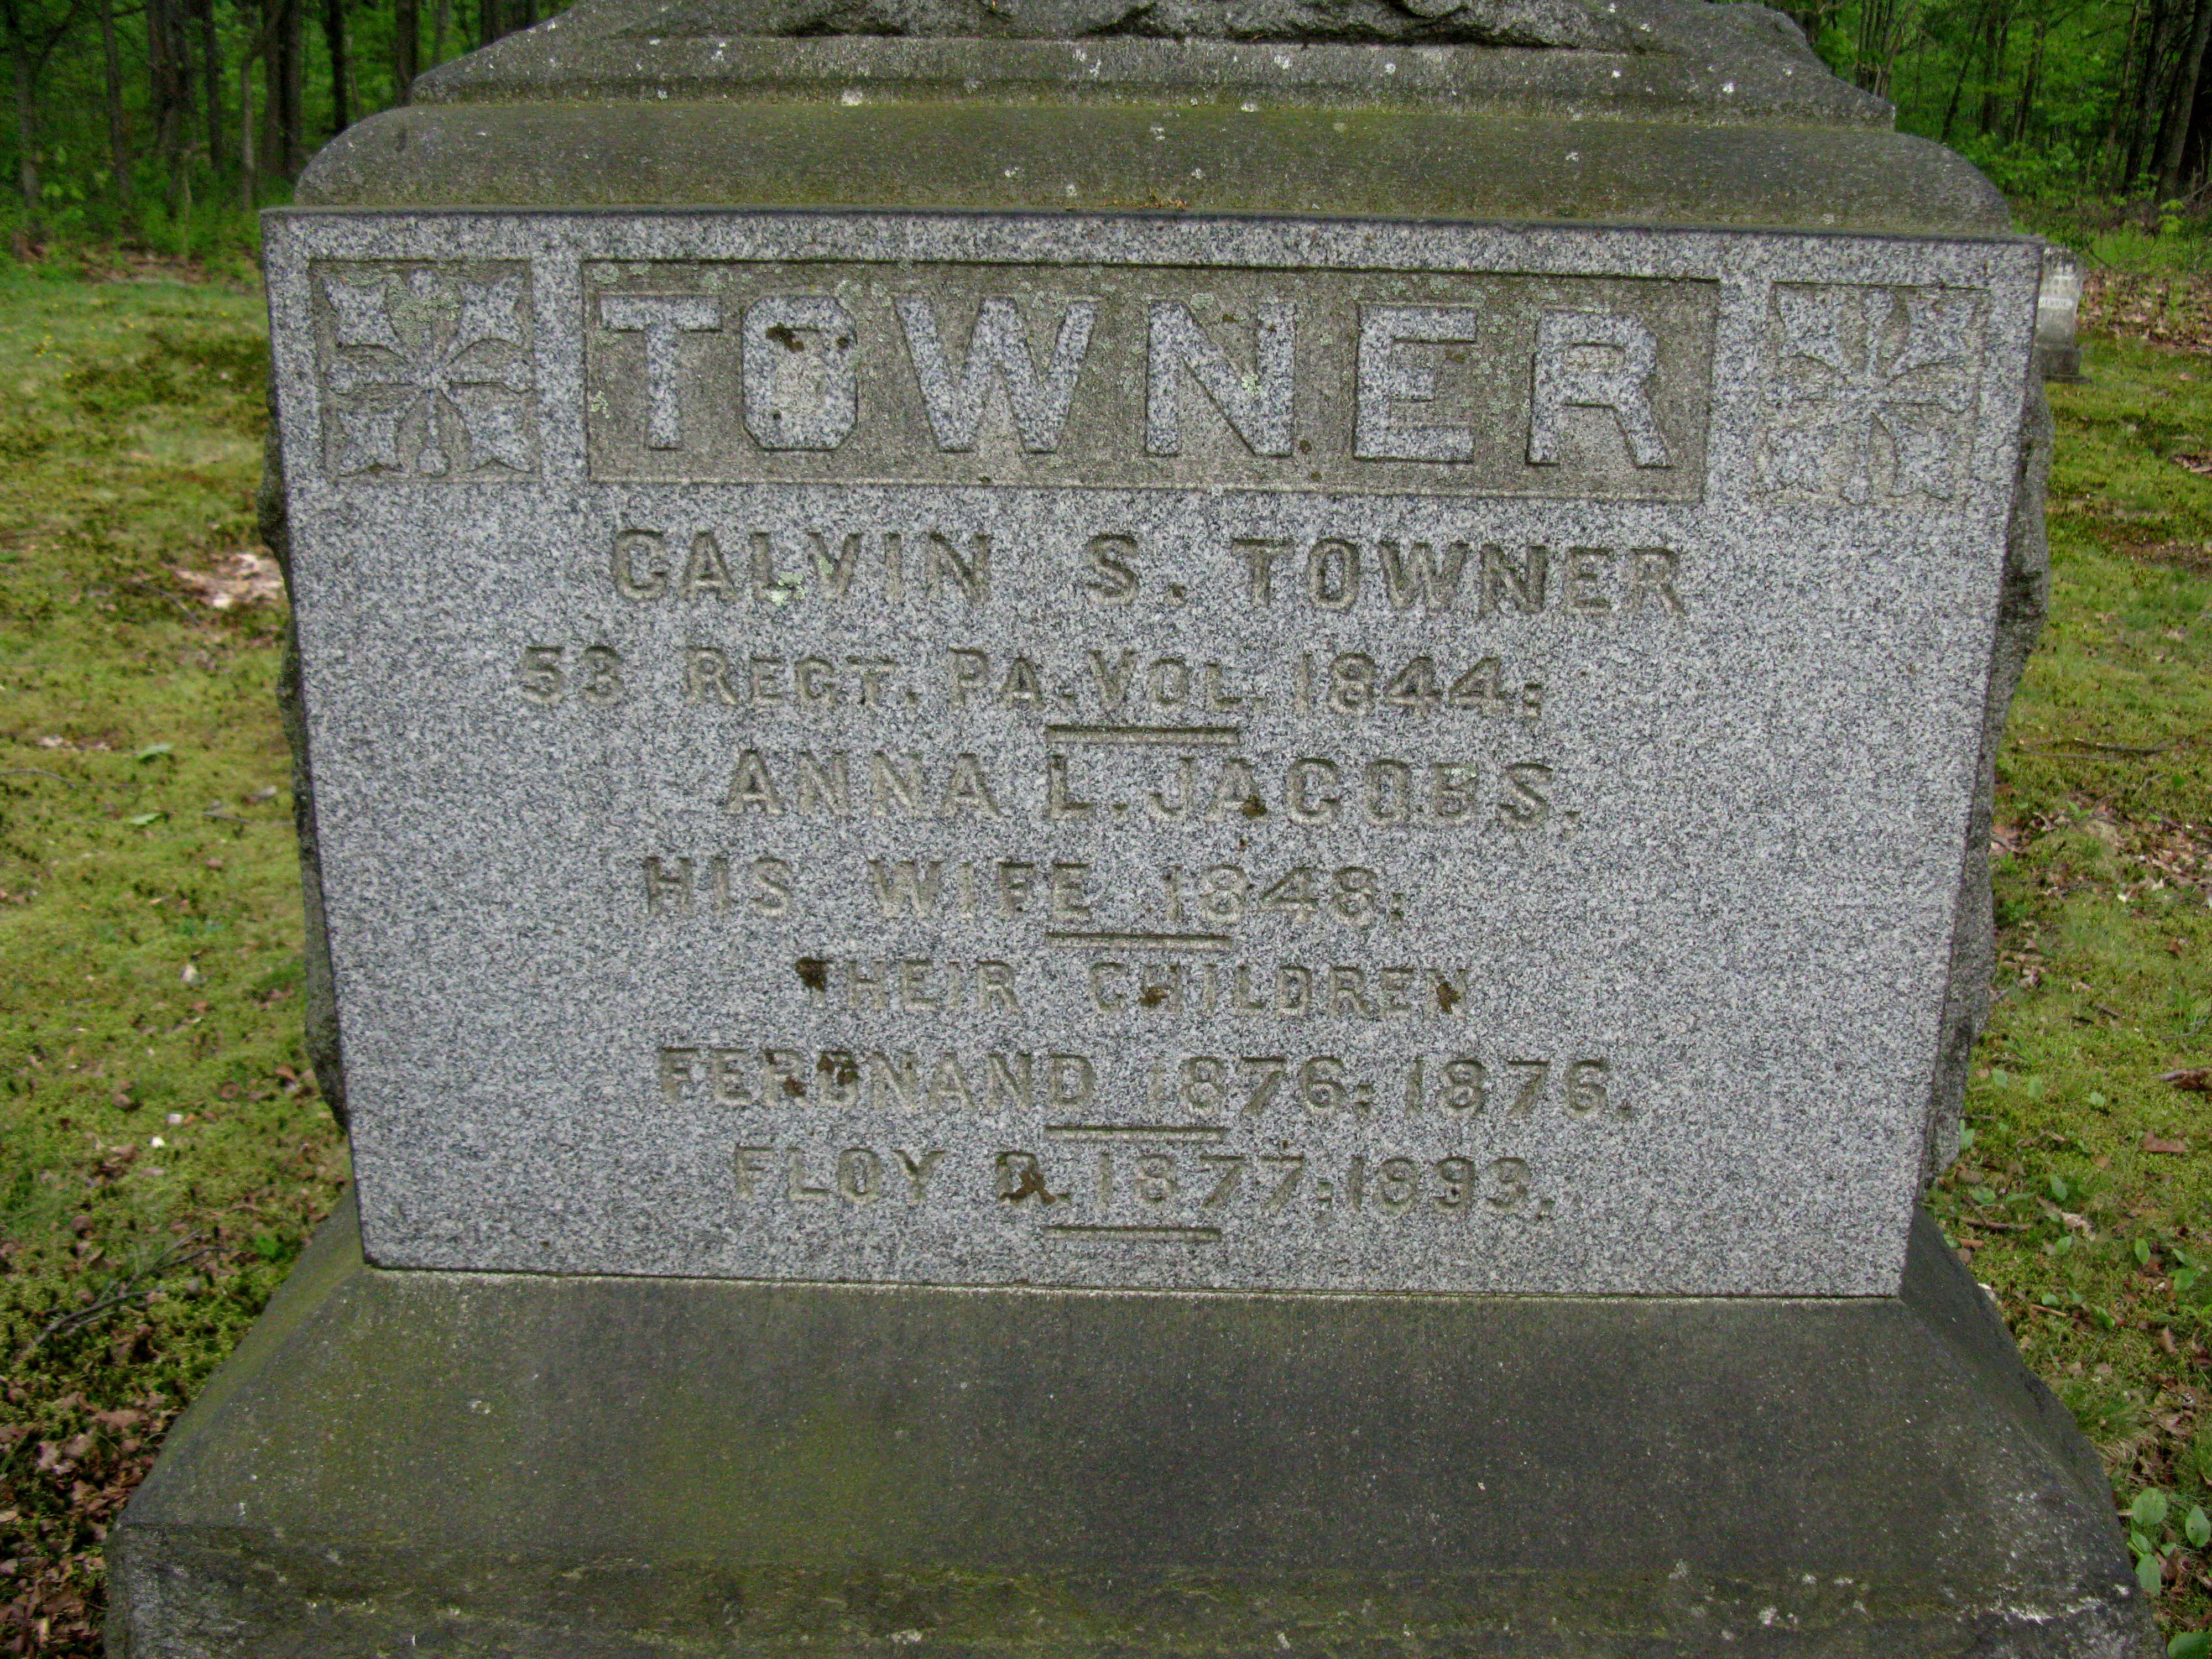 TOWNER
CALVIN S. TOWNER
53 REGT. PA. VOL. 1844:
ANNA L. JACOBS.
HIS WIFE 1848:
THEIR CHILDREN
FERDNAND 1876: 1876.
FLOY 1877: 1893.